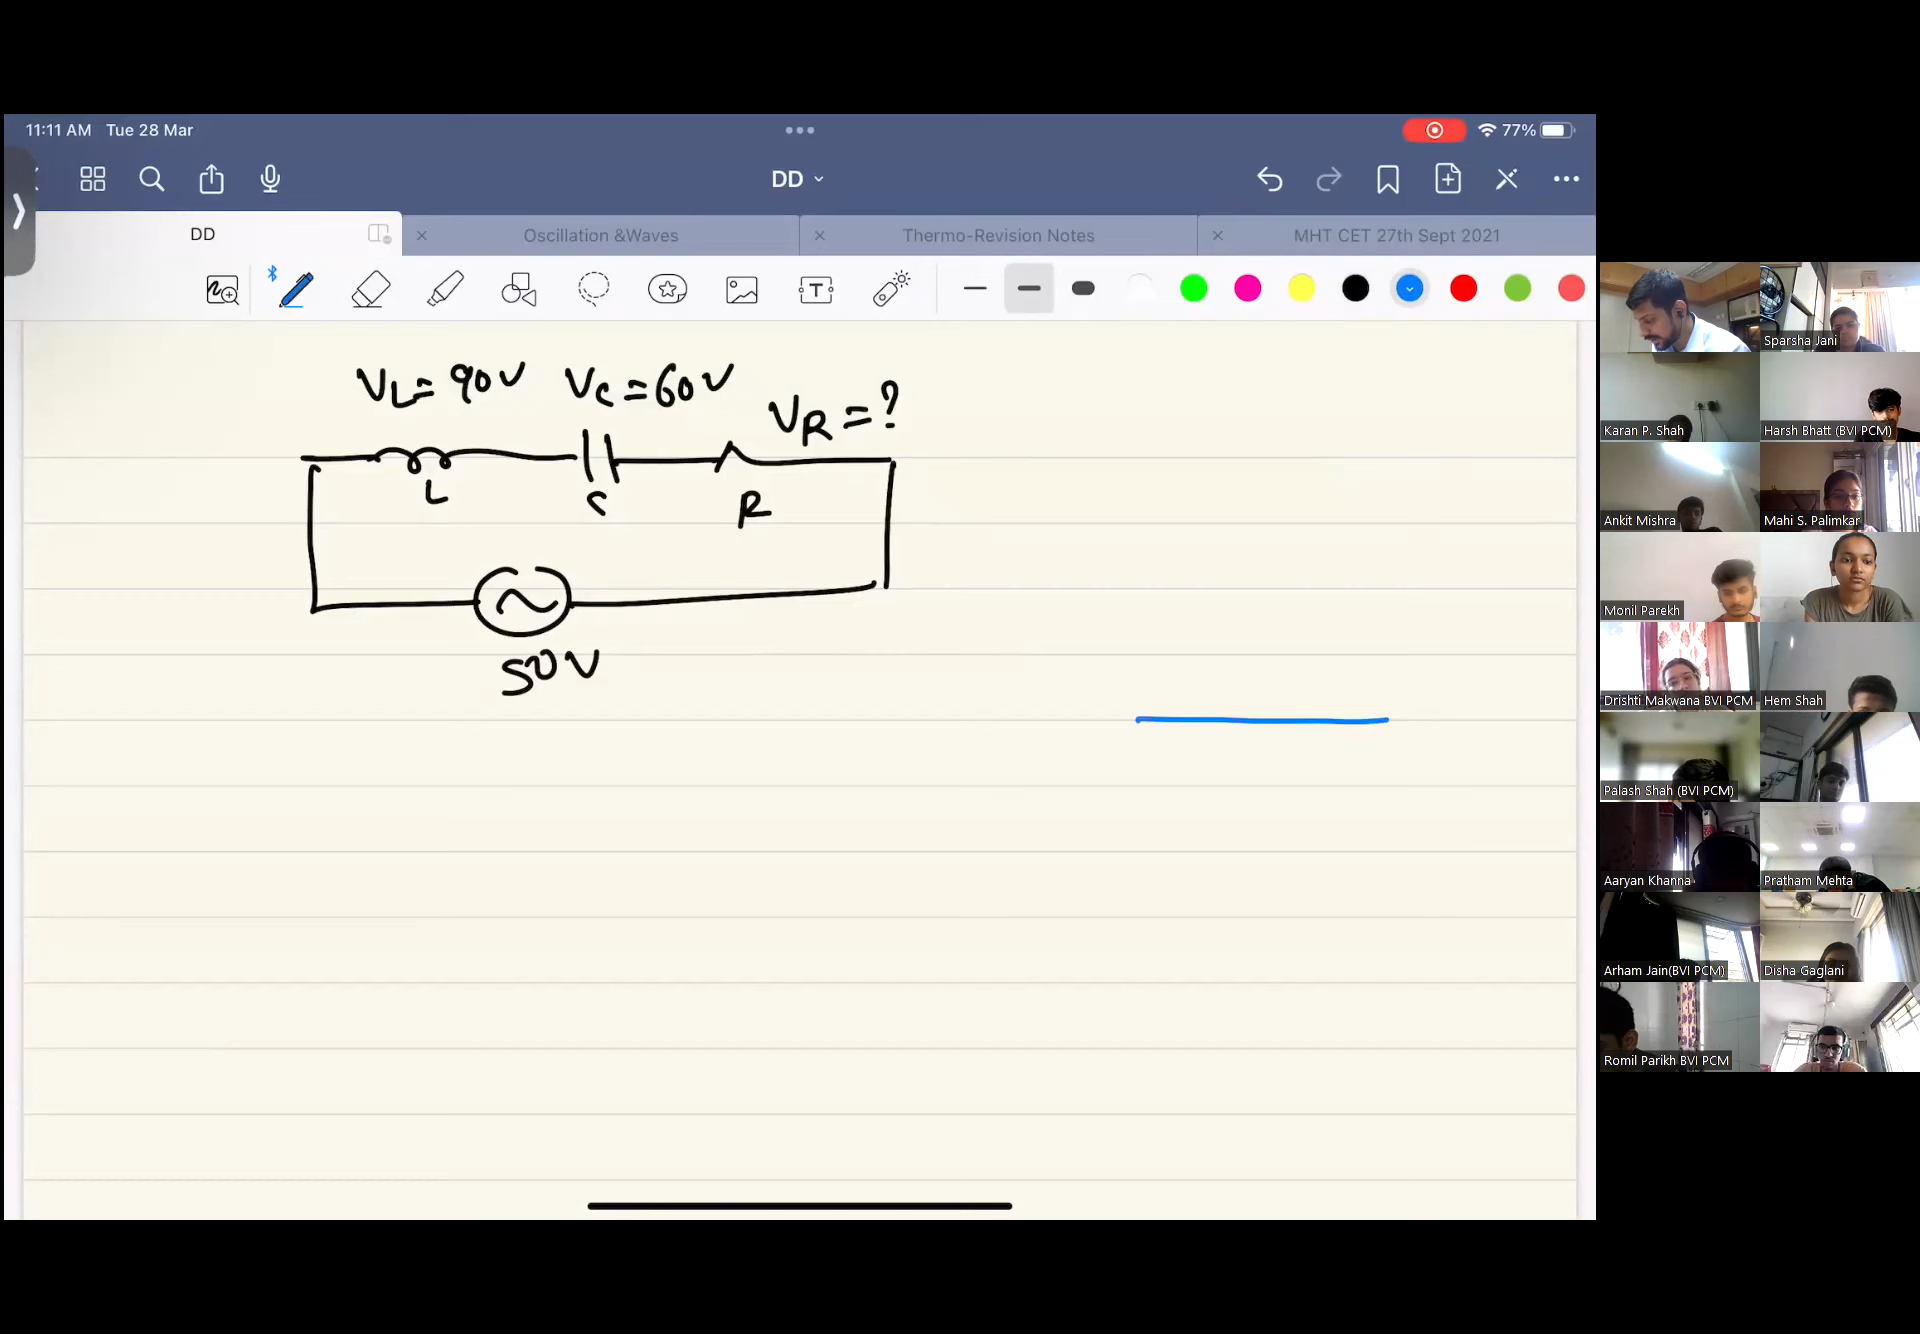 11:11 AM Tue 28 Mar
77%
DD
DD
Oscillation &Waves
Thermo-Revision Notes
MHT CET 27th Sept 2021
T
VL= 90V VC =60V VR =?
L C R
50V
Sparsha Jani
Karan P. Shah
Harsh Bhatt (BVI PCM)
Ankit Mishra
Mahi S. Palimkar
Monil Parekh
Drishti Makwana BVI PCM
Hem Shah
Palash Shah (BVI PCM)
Aaryan Khanna
Pratham Mehta
Arham Jain(BVI PCM)
Disha Gaglani
Romil Parikh BVI PCM